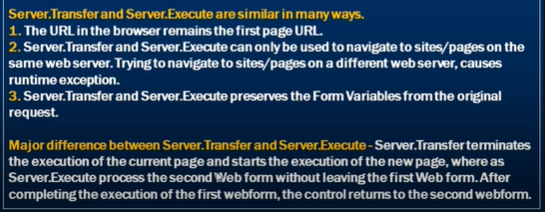 Server.Transfer and Server.Execute are similar in many ways.
1. The URL in the browser remains the first page URL.
2. Server.Transfer and Server.Execute can only be used to navigate to sites/pages on the
same web server. Trying to navigate to sites/pages on a different web server, causes
runtime exception.
3. Server.Transfer and Server.Execute preserves the Form Variables from the original
request.
Major difference between Server.Transfer and Server.Execute - Server.Transfer terminates
the execution of the current page and starts the execution of the new page, where as
Server.Execute process the second Web form without leaving the first Web form. After
completing the execution of the first webform, the control returns to the second webform.